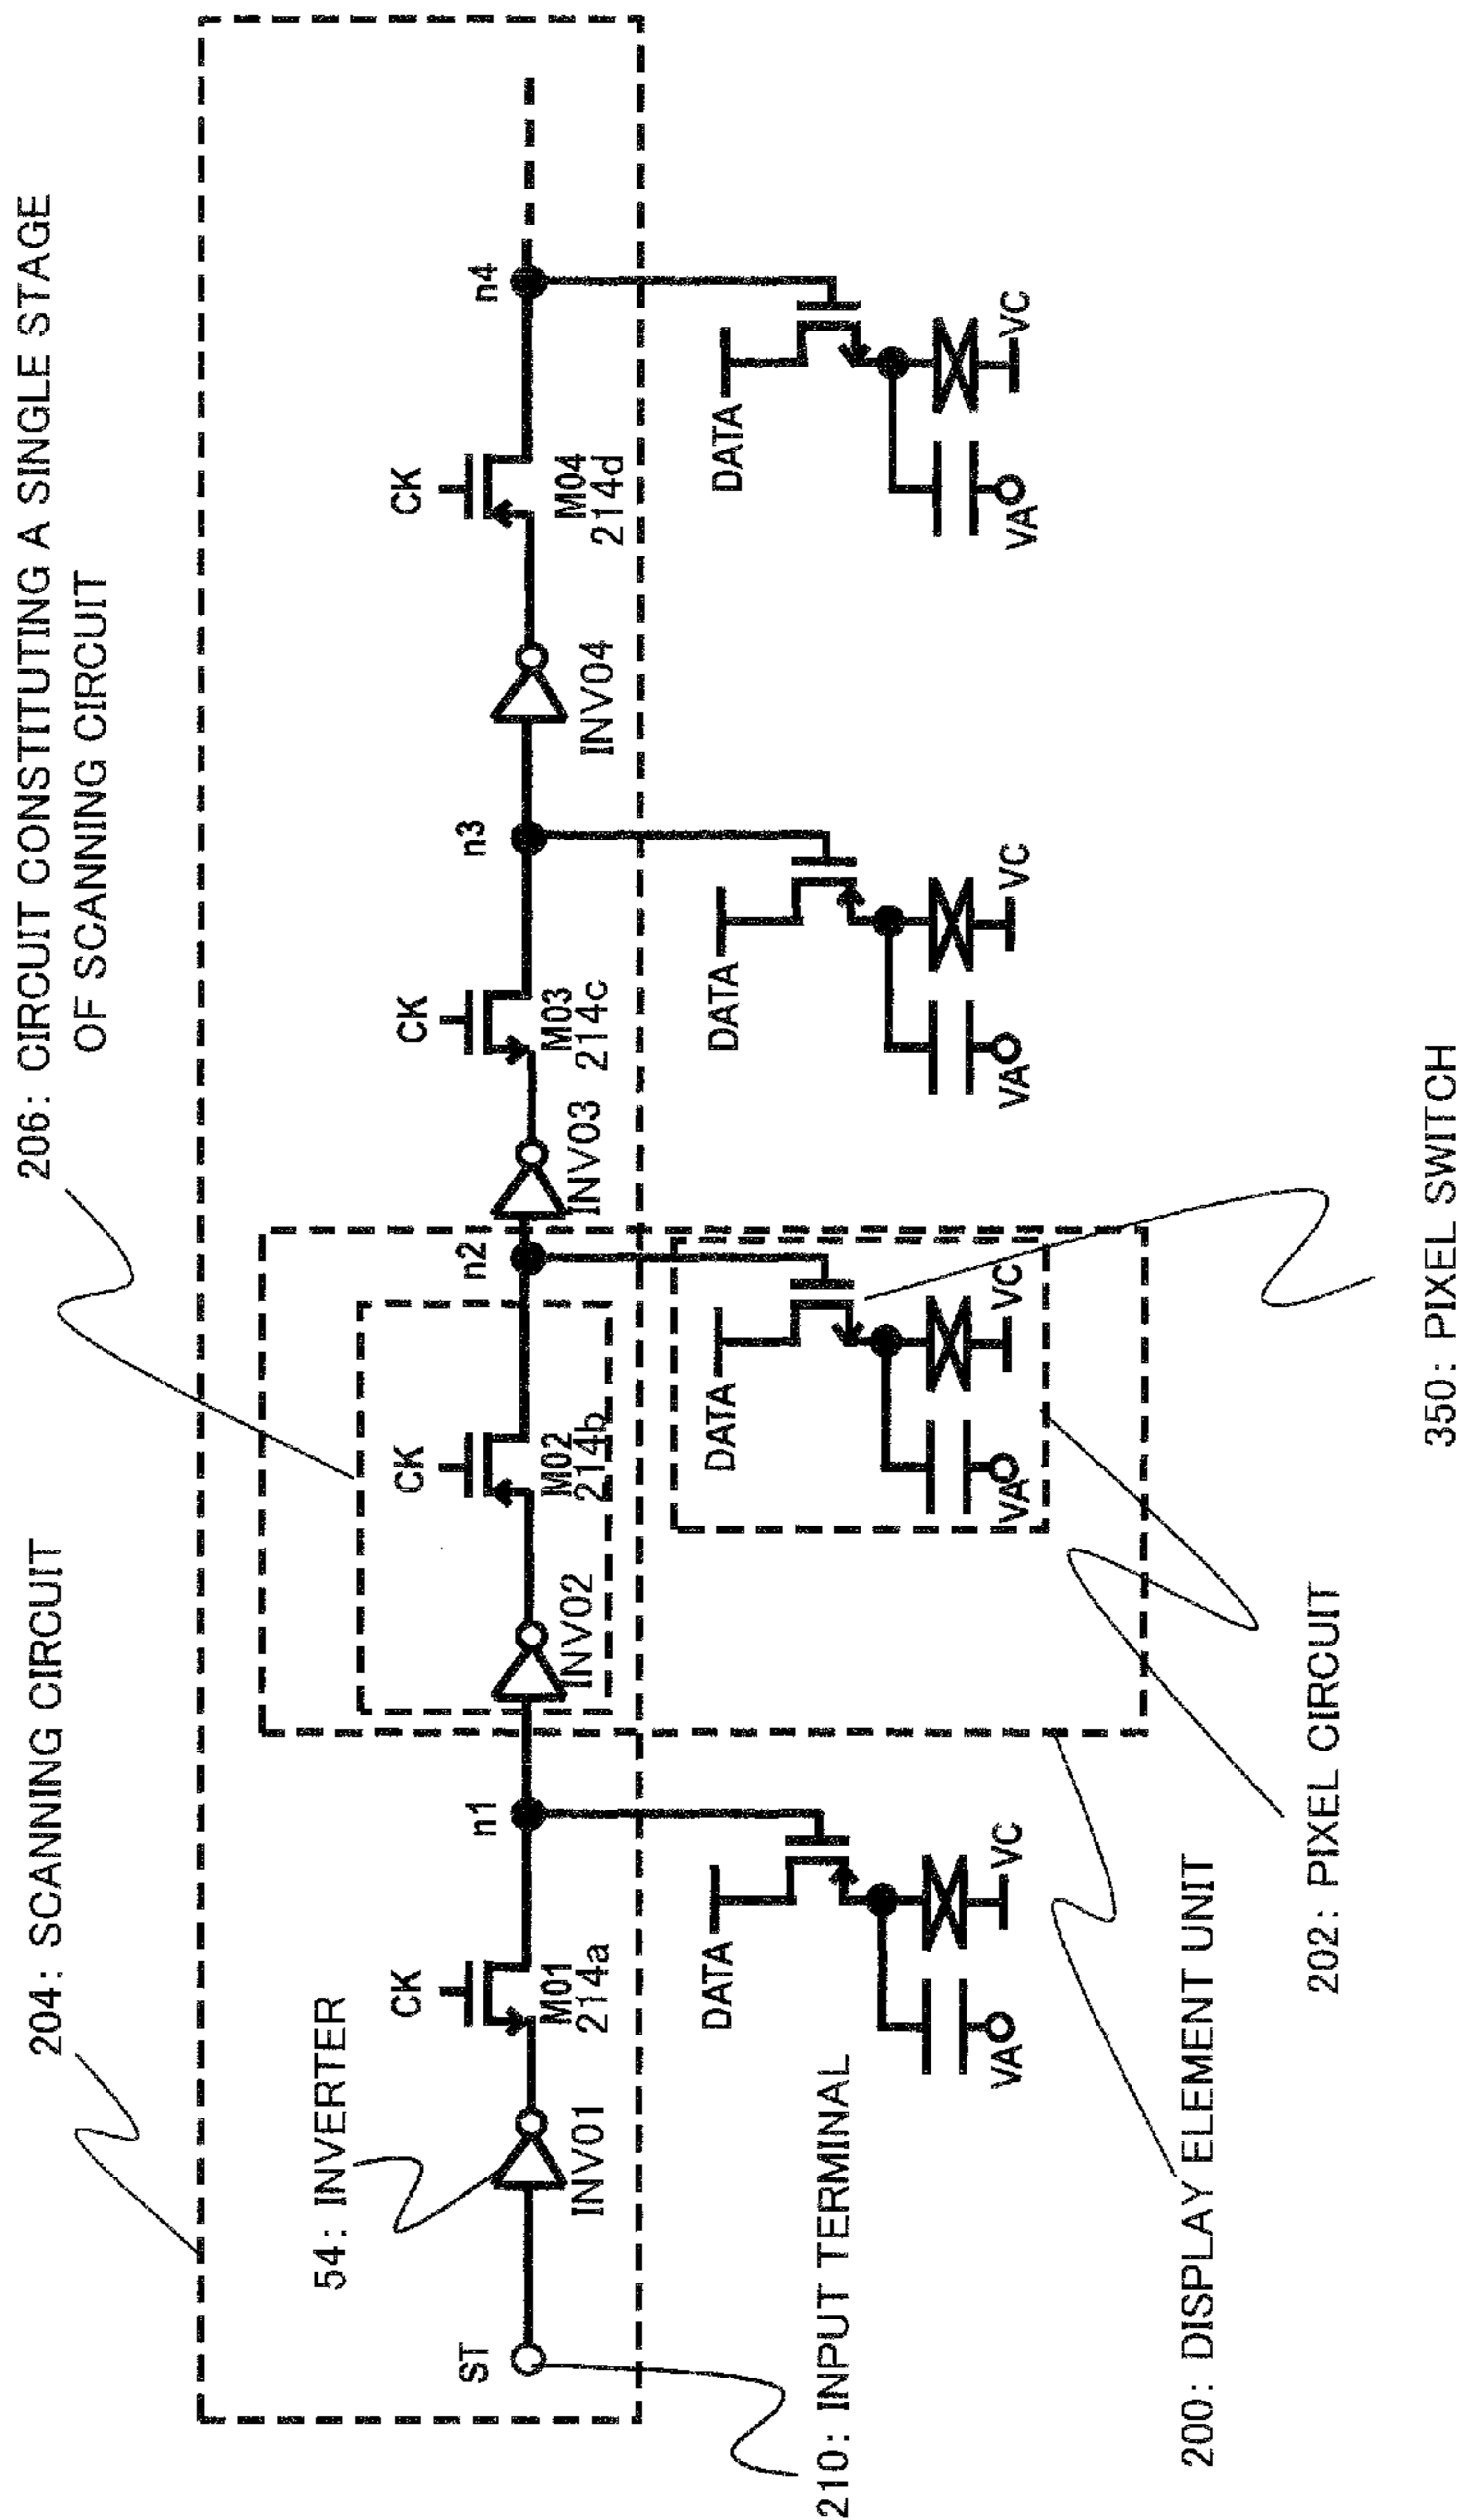 206: CIRCUIT CONSTITUTING A SINGLE STAGE
OF SCANNING CIRCUIT
204: SCANNING CIRCUIT
54: INVERTER
CK
CK
CK
CK
ST
n1
n2
n3
n4
INV01
M01
214a
INV02
M02
214b
INV03
M03
214c
INV04
M04
214d
DATA
DATA
DATA
DATA
VA
VC
VA
VC
VA
VC
VA
VC
210: INPUT TERMINAL
200: DISPLAY ELEMENT UNIT
202: PIXEL CIRCUIT
350: PIXEL SWITCH